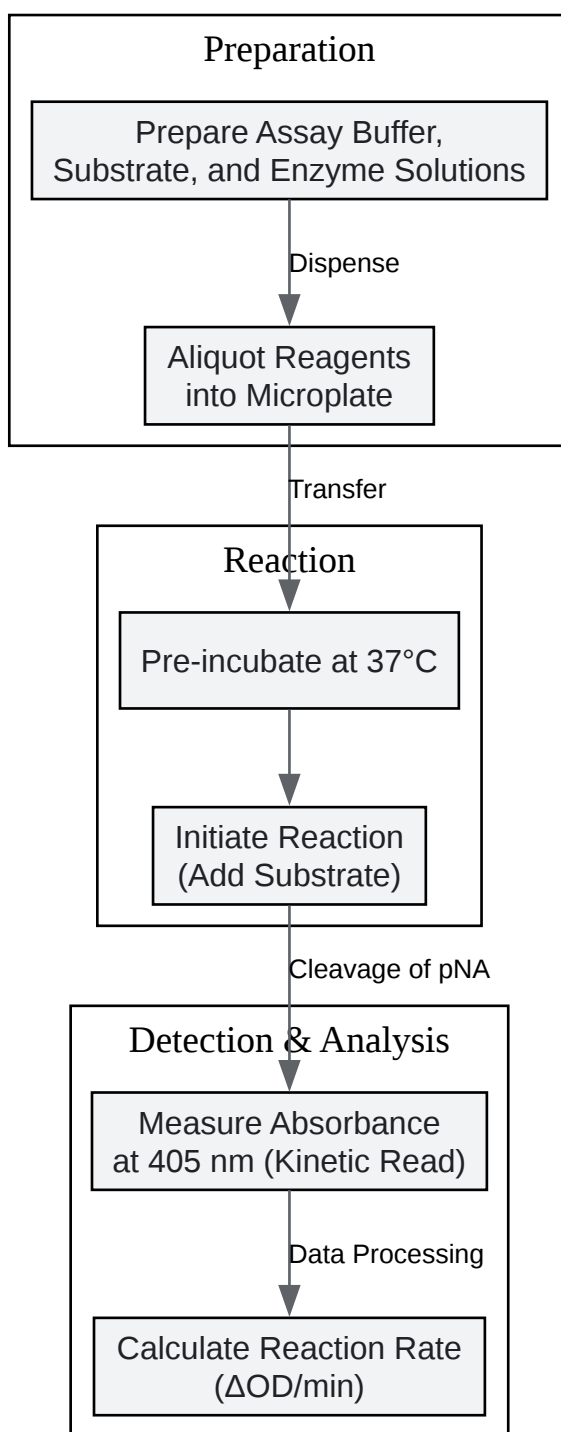 Preparation
Prepare Assay Buffer,
Substrate, and Enzyme Solutions
Dispense
Aliquot Reagents
into Microplate
Transfer
Reaction
Pre-incubate at 37°C
Initiate Reaction
(Add Substrate)
Cleavage of pNA
Detection & Analysis
Measure Absorbance
at 405 nm (Kinetic Read)
Data Processing
Calculate Reaction Rate
(ΔOD/min)